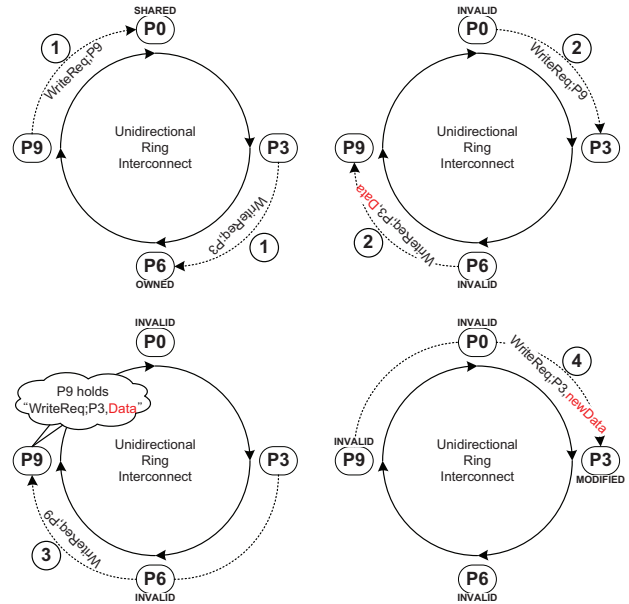 SHARED
P0
1
WriteReq;P9
P9
Unidirectional
Ring
Interconnect
P3
WriteReq;P3
1
P6
OWNED
INVALID
P0
2
WriteReq;P9
P9
Unidirectional
Ring
Interconnect
P3
WriteReq;P3,Data
2
P6
INVALID
INVALID
P0
P9 holds
“WriteReq;P3,Data”
P9
Unidirectional
Ring
Interconnect
P3
WriteReq;P9
3
P6
INVALID
INVALID
P0
4
WriteReq;P3,newData
INVALID
P9
Unidirectional
Ring
Interconnect
P3
MODIFIED
P6
INVALID